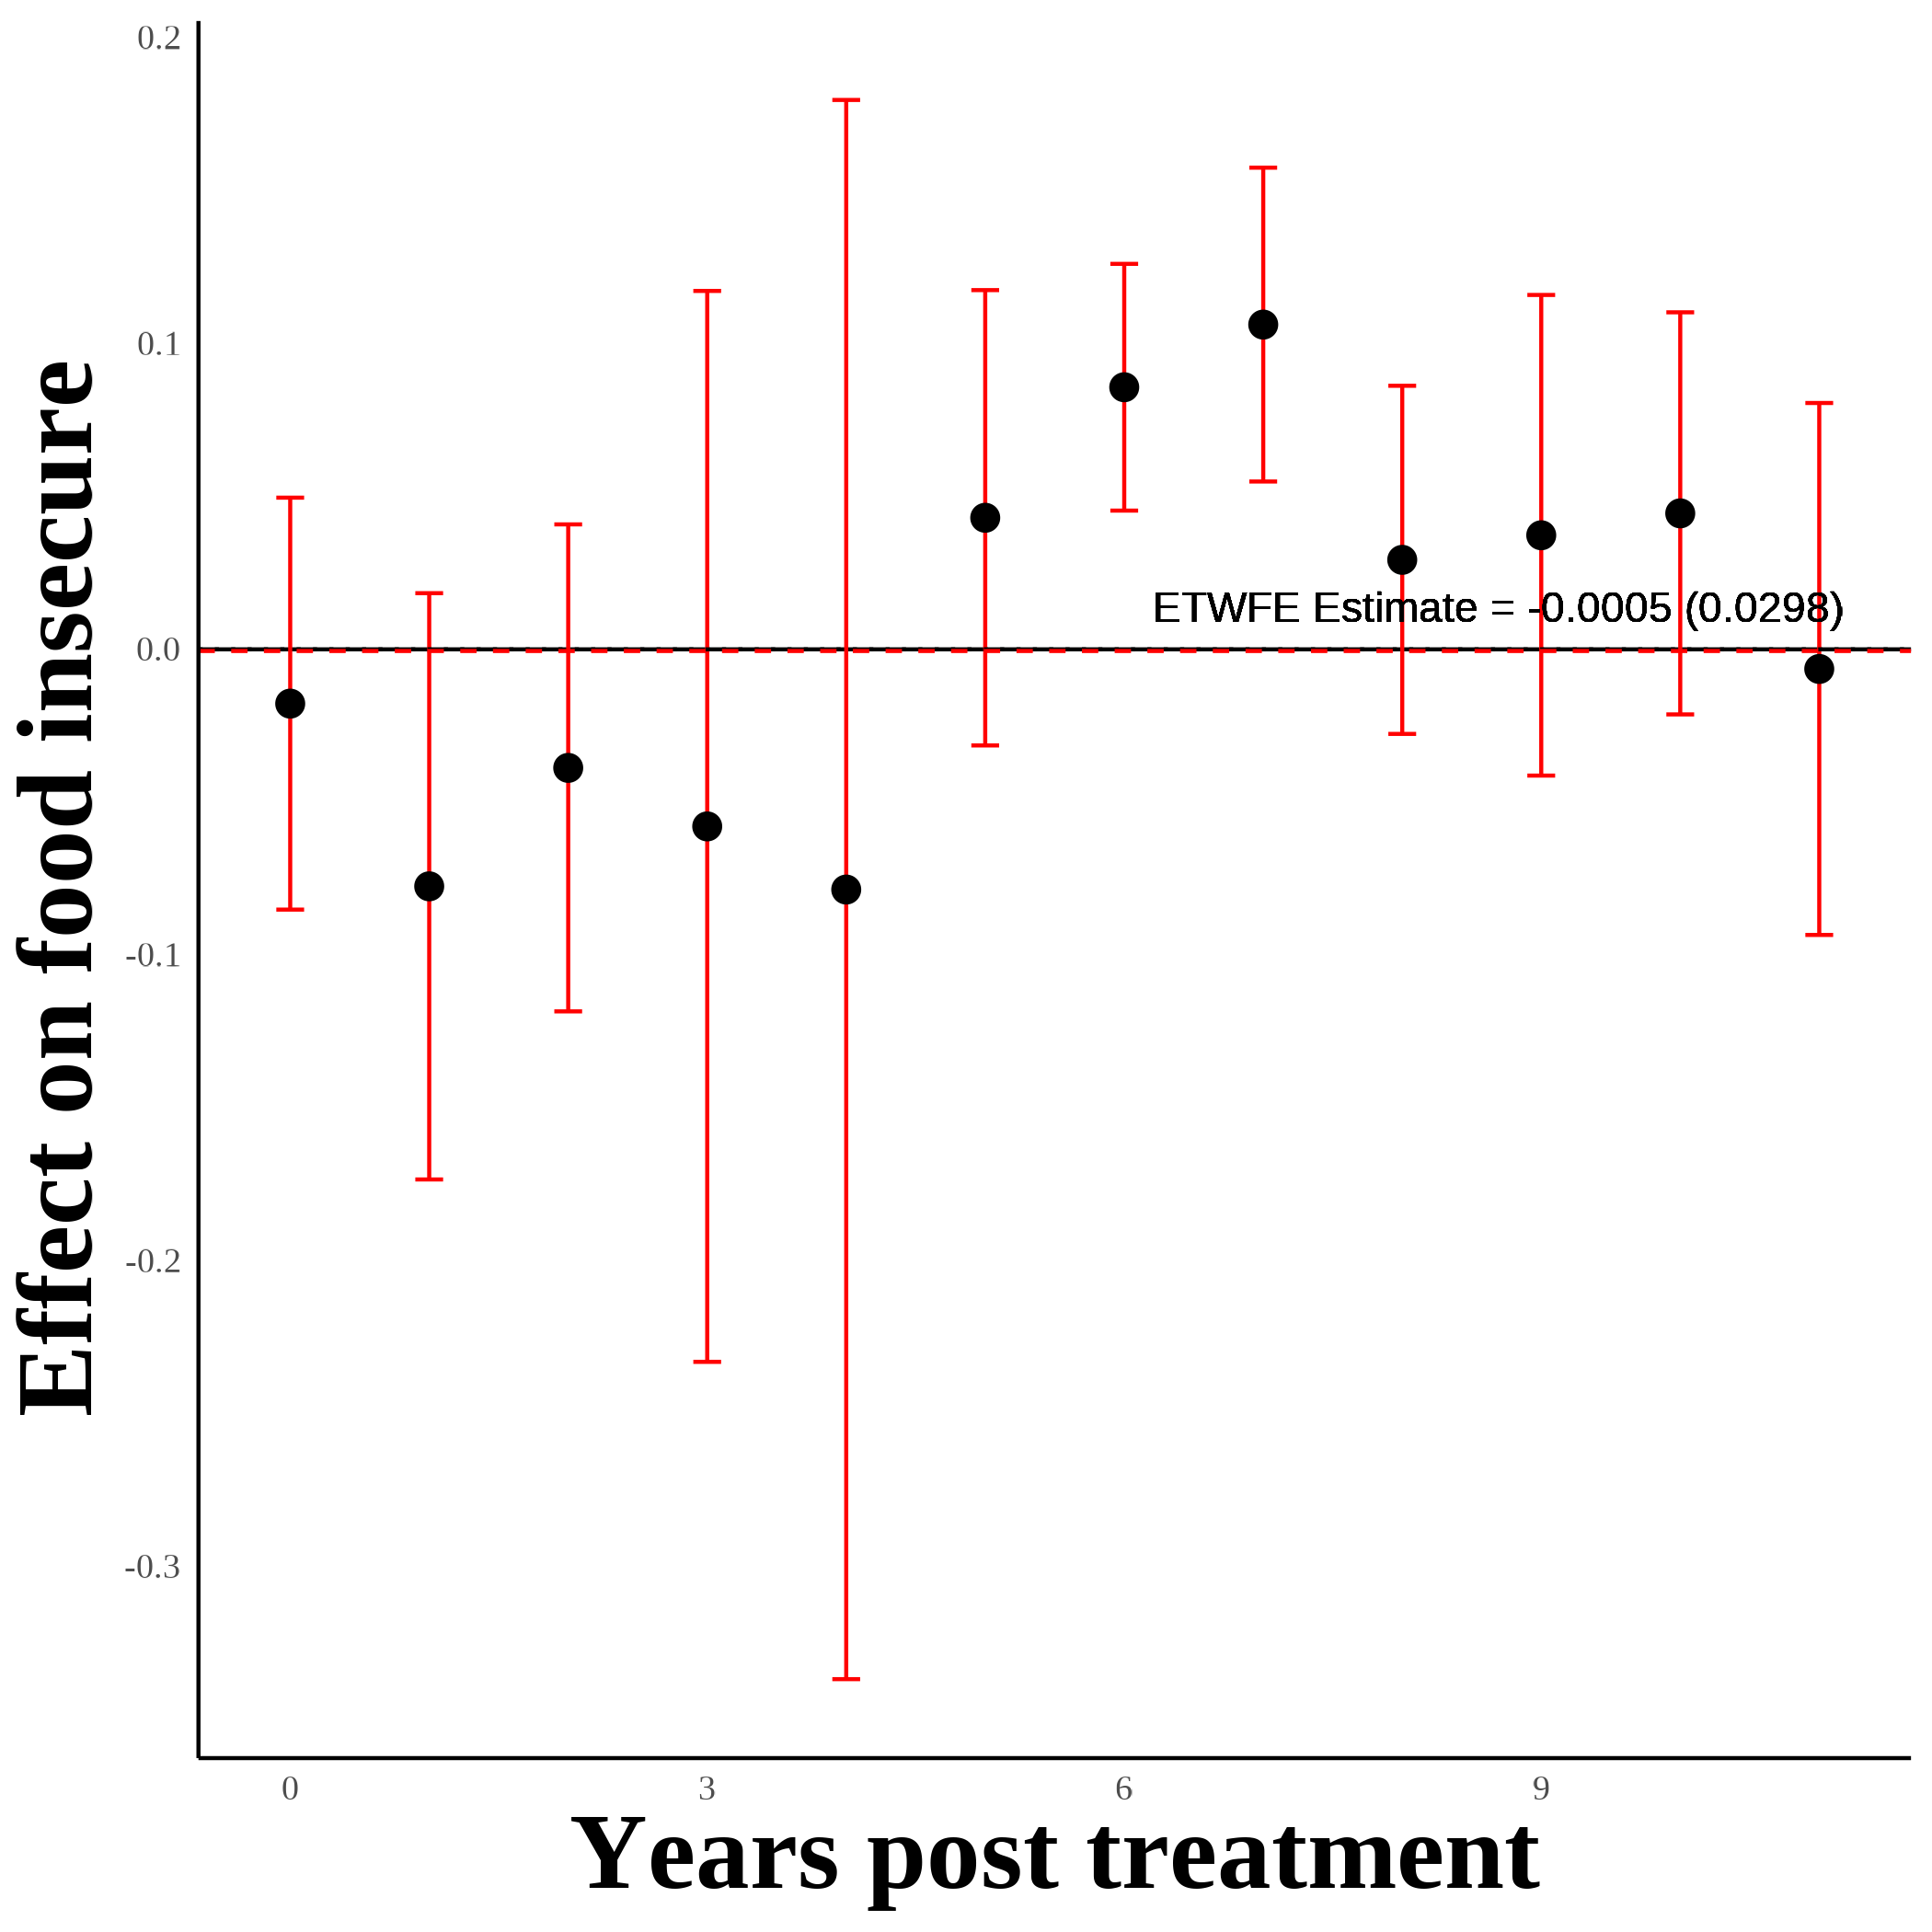 Effect on food insecure
0.2
0.1
0.0
-0.1
-0.2
-0.3
ETWFE Estimate = -0.0005 (0.0298)
0 3 6 9
Years post treatment